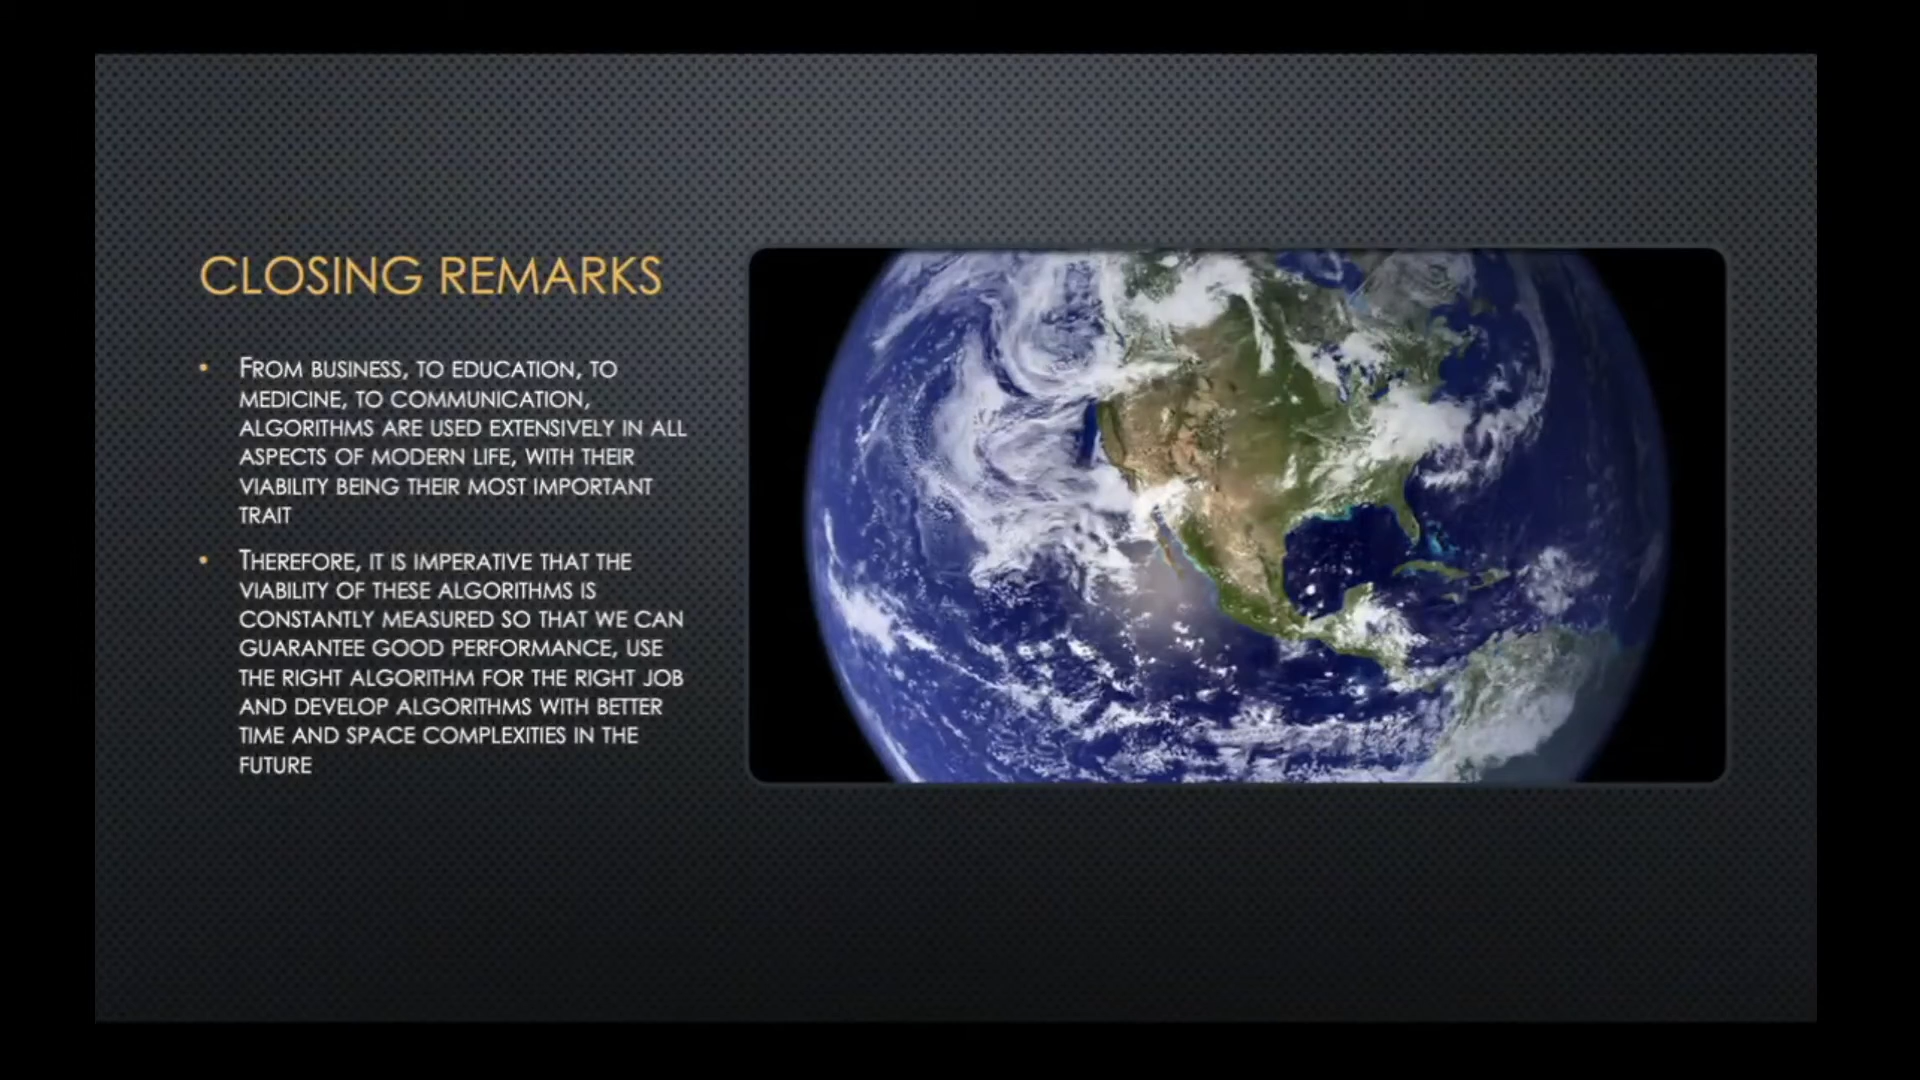 CLOSING REMARKS
• FROM BUSINESS, TO EDUCATION, TO
MEDICINE, TO COMMUNICATION,
ALGORITHMS ARE USED EXTENSIVELY IN ALL
ASPECTS OF MODERN LIFE, WITH THEIR
VIABILITY BEING THEIR MOST IMPORTANT
TRAIT
• THEREFORE, IT IS IMPERATIVE THAT THE
VIABILITY OF THESE ALGORITHMS IS
CONSTANTLY MEASURED SO THAT WE CAN
GUARANTEE GOOD PERFORMANCE, USE
THE RIGHT ALGORITHM FOR THE RIGHT JOB
AND DEVELOP ALGORITHMS WITH BETTER
TIME AND SPACE COMPLEXITIES IN THE
FUTURE